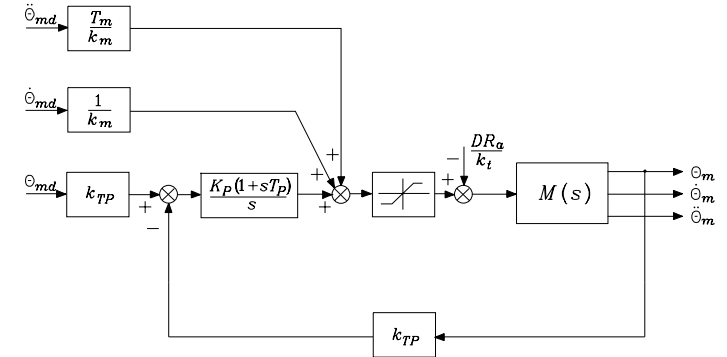 Θ̈md
Tm/km
+
Θ̇md
1/km
+
− DRa/kt
Θmd
kTP
+
−
KP(1+sTP)/s
+
+
M(s)
Θm
Θ̇m
Θ̈m
kTP